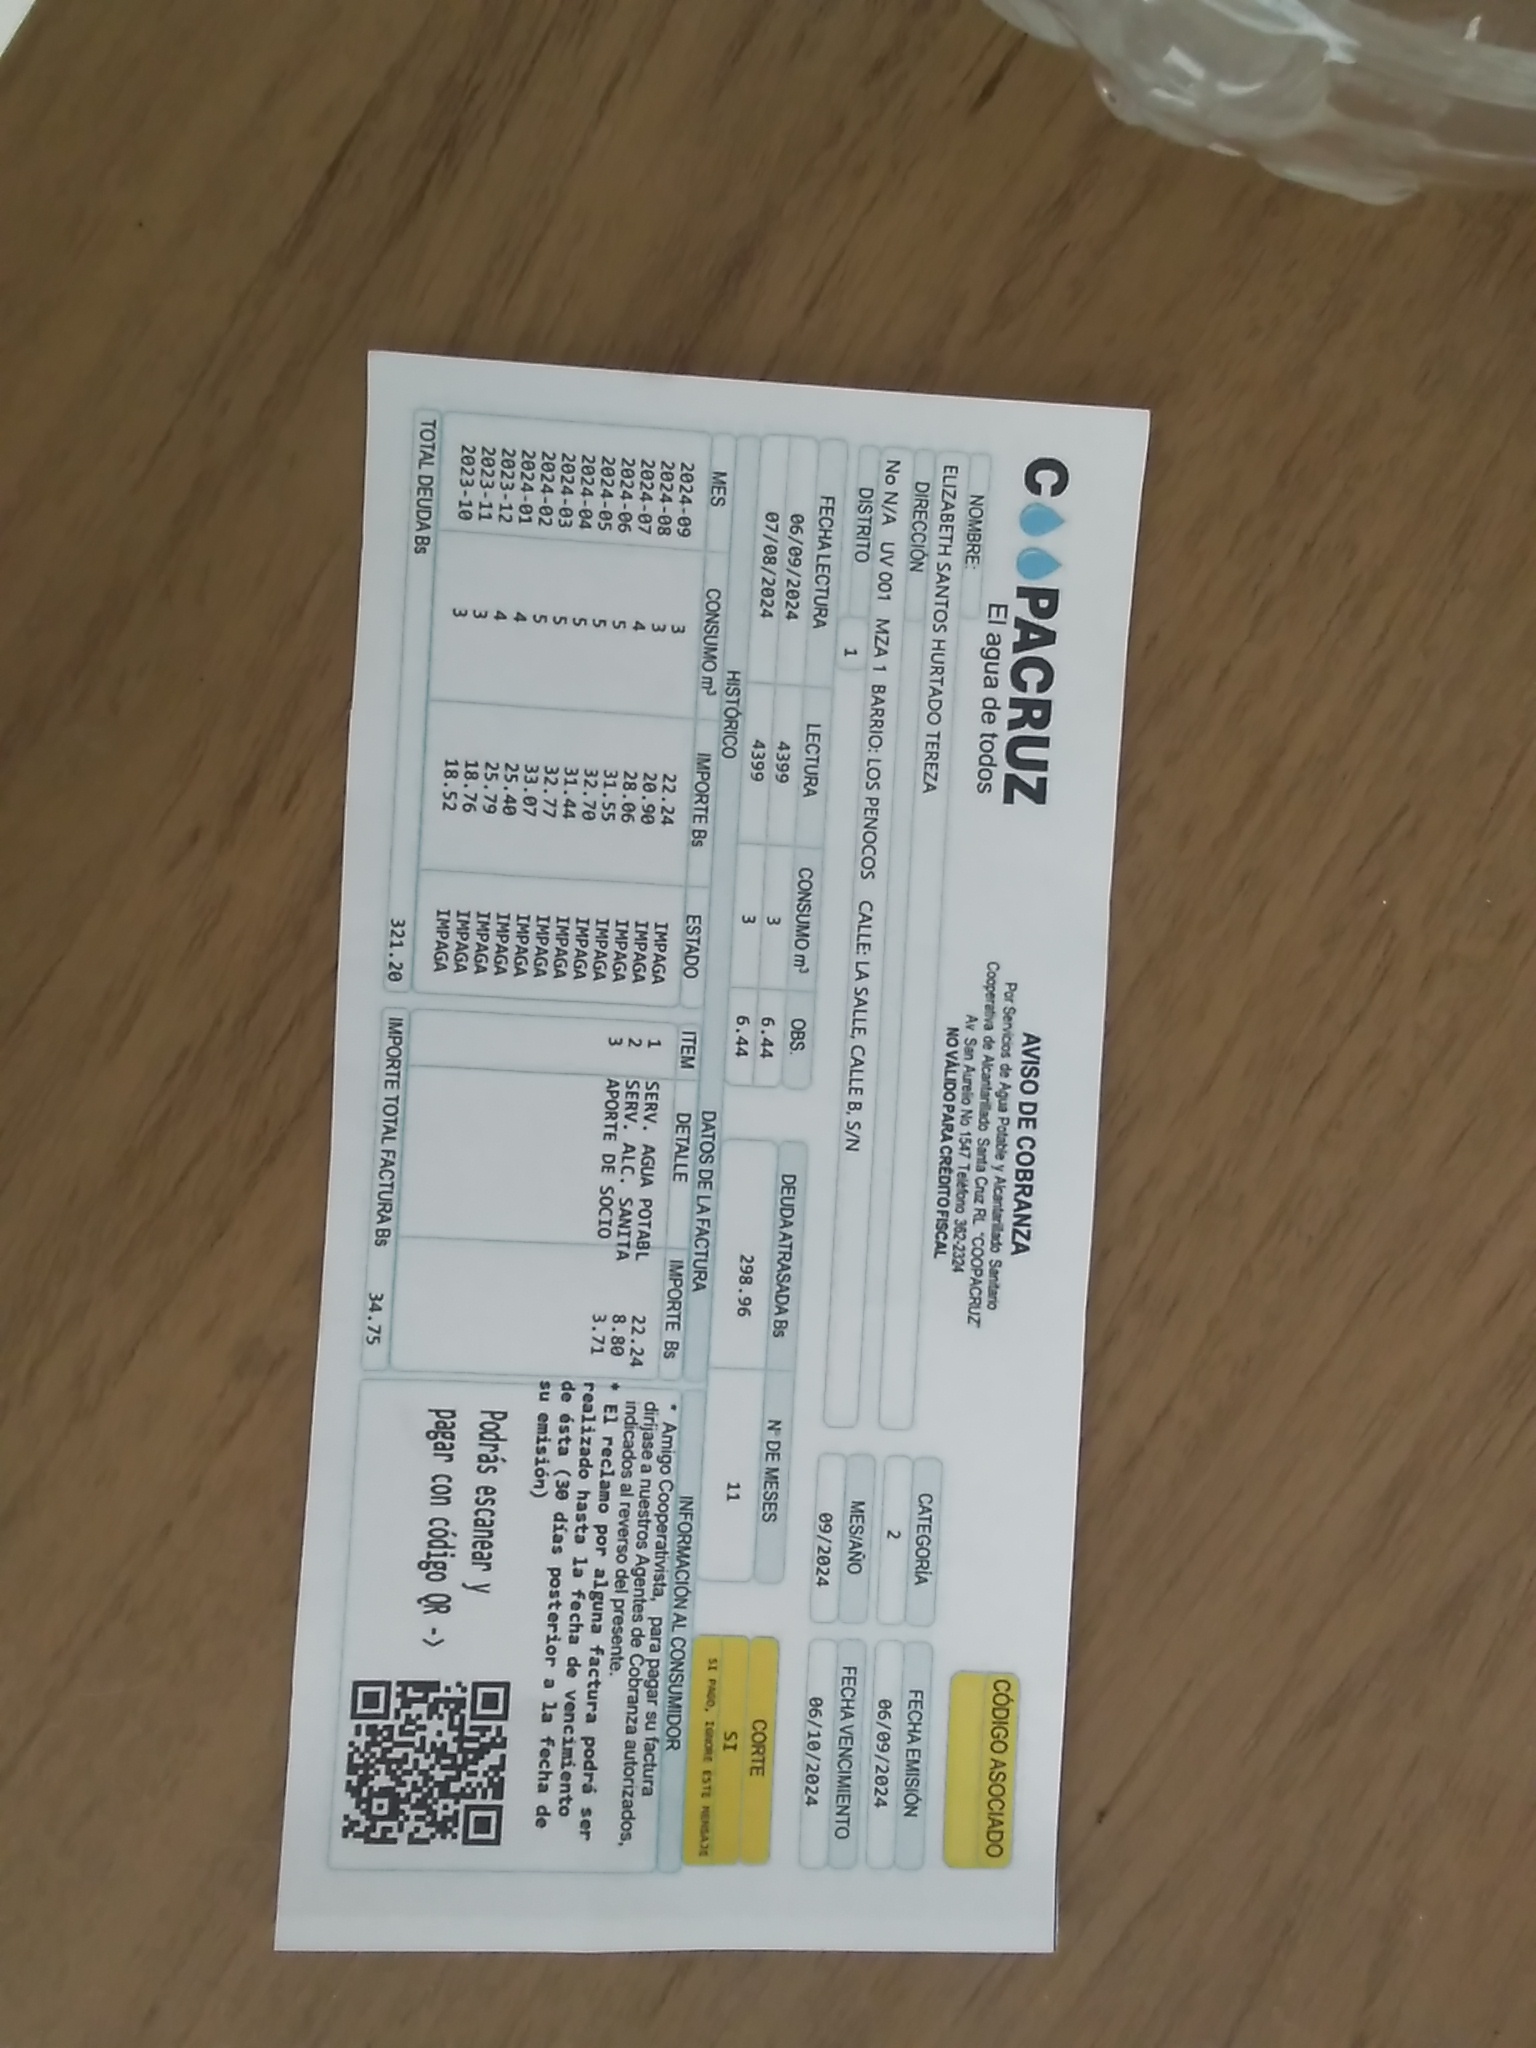 COOPACRUZ
El agua de todos
AVISO DE COBRANZA
Por Servicios de Agua Potable y Alcantarillado Sanitario
Cooperativa de Alcantarillado Santa Cruz RL. "COOPACRUZ"
Av San Aurelio No 1547 Teléfono 362-2324
NO VÁLIDO PARA CRÉDITO FISCAL
CÓDIGO ASOCIADO
NOMBRE:
ELIZABETH SANTOS HURTADO TEREZA
DIRECCIÓN
No N/A UV 001 MZA 1 BARRIO: LOS PENOCOS CALLE: LA SALLE, CALLE B, S/N
DISTRITO 1
CATEGORÍA FECHA EMISIÓN
2 06/09/2024
MES/AÑO FECHA VENCIMIENTO
09/2024 06/10/2024
FECHA LECTURA LECTURA CONSUMO m³ OBS.
06/09/2024 4399 3 6.44
07/08/2024 4399 3 6.44
DEUDA ATRASADA Bs N° DE MESES
298.96 11
CORTE
SI
SI PAGO, IGNORE ESTE MENSAJE
HISTÓRICO
MES CONSUMO m³ IMPORTE Bs ESTADO
2024-09 3 22.24 IMPAGA
2024-08 3 20.90 IMPAGA
2024-07 4 28.06 IMPAGA
2024-06 5 31.55 IMPAGA
2024-05 5 32.70 IMPAGA
2024-04 5 31.44 IMPAGA
2024-03 5 32.77 IMPAGA
2024-02 5 33.07 IMPAGA
2024-01 4 25.40 IMPAGA
2023-12 4 25.79 IMPAGA
2023-11 3 18.76 IMPAGA
2023-10 3 18.52 IMPAGA
TOTAL DEUDA Bs 321.20
DATOS DE LA FACTURA
ITEM DETALLE IMPORTE Bs
1 SERV. AGUA POTABL 22.24
2 SERV. ALC. SANITA 8.80
3 APORTE DE SOCIO 3.71
IMPORTE TOTAL FACTURA Bs 34.75
INFORMACIÓN AL CONSUMIDOR
* Amigo Cooperativista, para pagar su factura
diríjase a nuestros Agentes de Cobranza autorizados,
indicados al reverso del presente.
* El reclamo por alguna factura podrá ser
realizado hasta la fecha de vencimiento
de ésta (30 días posterior a la fecha de
su emisión)
Podrás escanear y
pagar con código QR ->